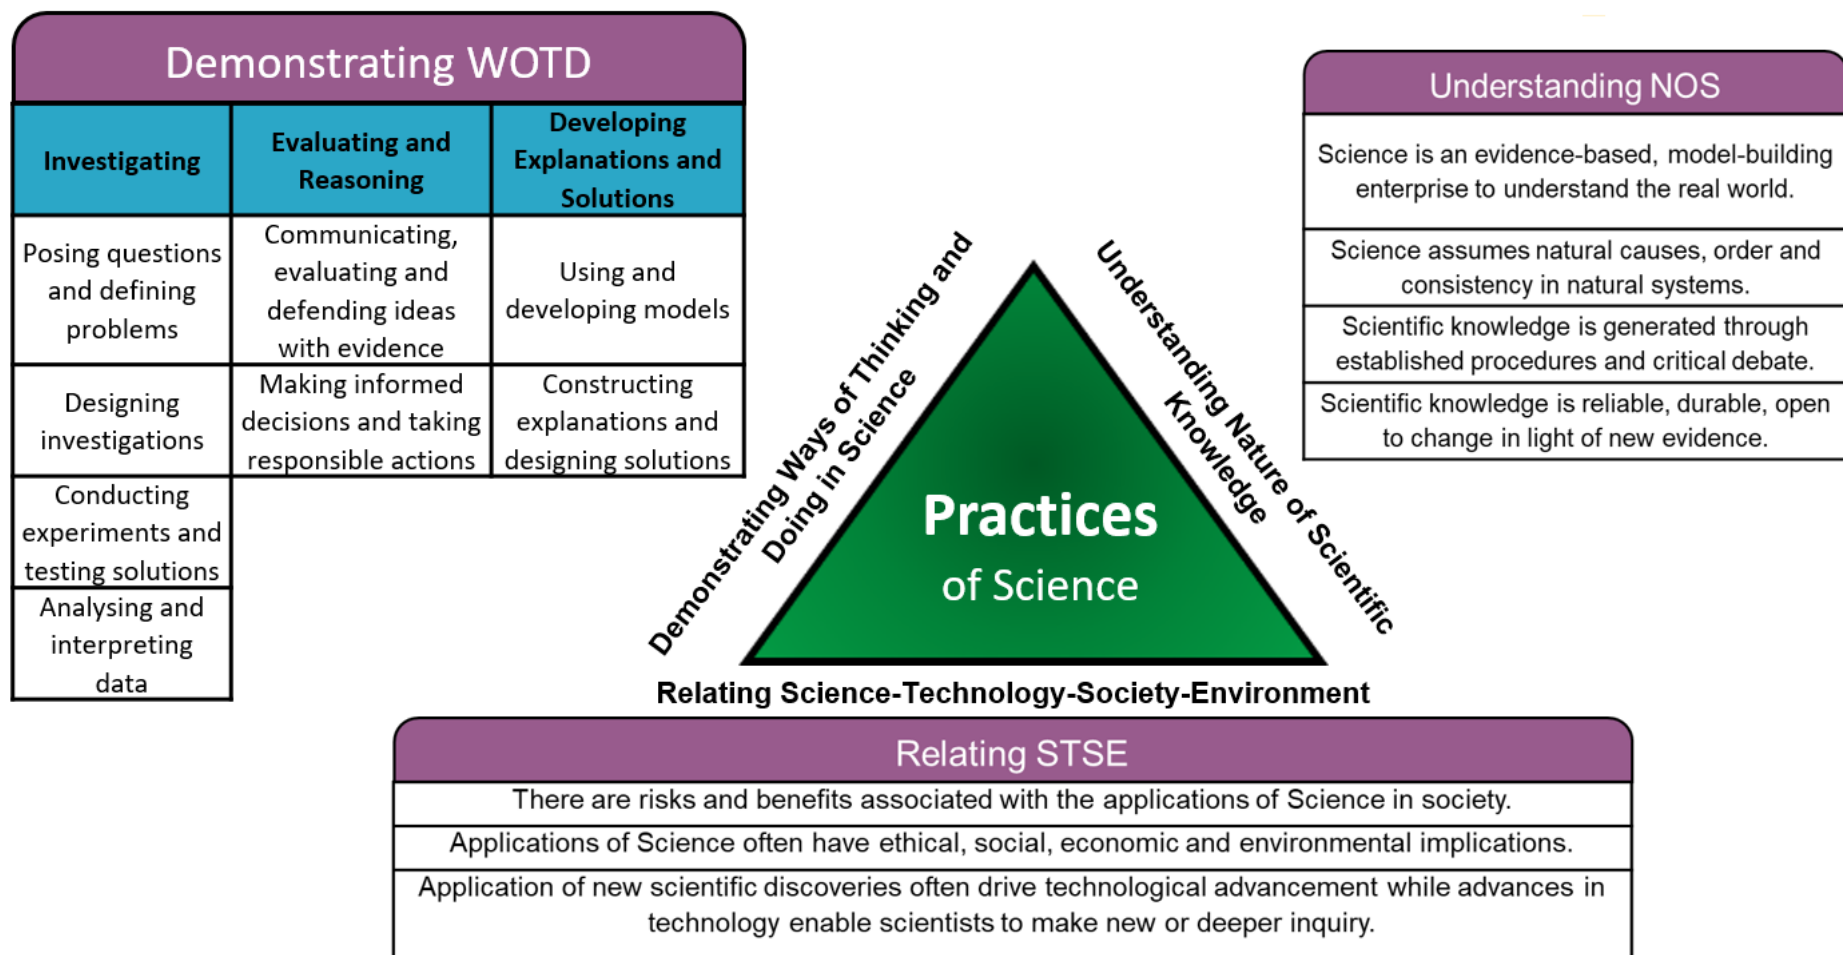 Demonstrating WOTD
Investigating
Evaluating and
Reasoning
Developing
Explanations and
Solutions
Posing questions
and defining
problems
Communicating,
evaluating and
defending ideas
with evidence
Using and
developing models
Designing
investigations
Making informed
decisions and taking
responsible actions
Constructing
explanations and
designing solutions
Conducting
experiments and
testing solutions
Analysing and
interpreting
data
Demonstrating Ways of Thinking and
Doing in Science
Practices
of Science
Understanding Nature of Scientific
Knowledge
Understanding NOS
Science is an evidence-based, model-building
enterprise to understand the real world.
Science assumes natural causes, order and
consistency in natural systems.
Scientific knowledge is generated through
established procedures and critical debate.
Scientific knowledge is reliable, durable, open
to change in light of new evidence.
Relating Science-Technology-Society-Environment
Relating STSE
There are risks and benefits associated with the applications of Science in society.
Applications of Science often have ethical, social, economic and environmental implications.
Application of new scientific discoveries often drive technological advancement while advances in
technology enable scientists to make new or deeper inquiry.